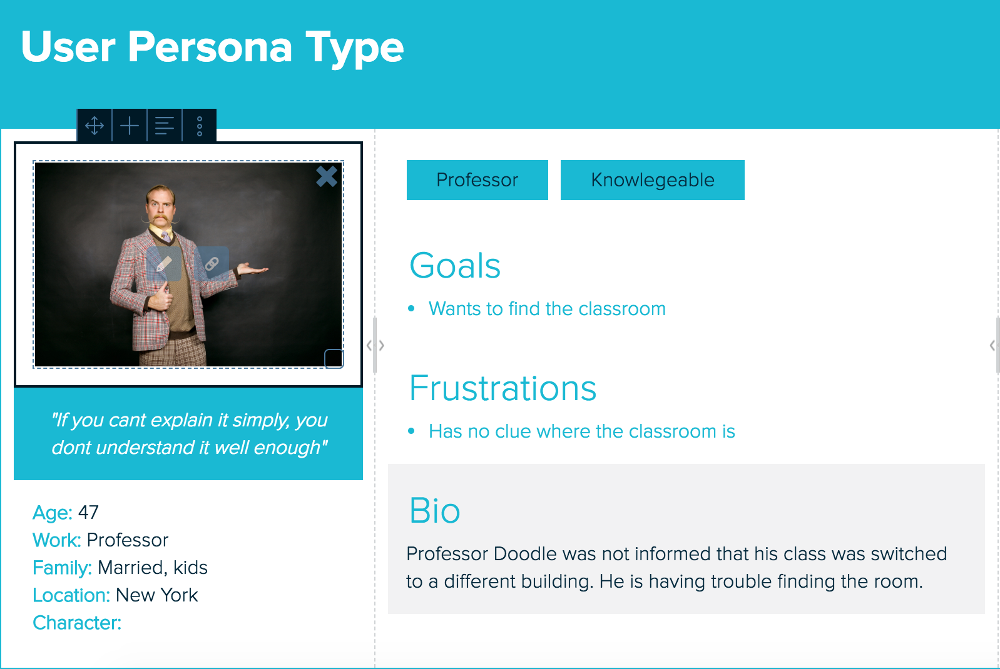 User Persona Type
"If you cant explain it simply, you
dont understand it well enough"
Age: 47
Work: Professor
Family: Married, kids
Location: New York
Character:
Professor
Knowlegeable
Goals
• Wants to find the classroom
Frustrations
• Has no clue where the classroom is
Bio
Professor Doodle was not informed that his class was switched
to a different building. He is having trouble finding the room.